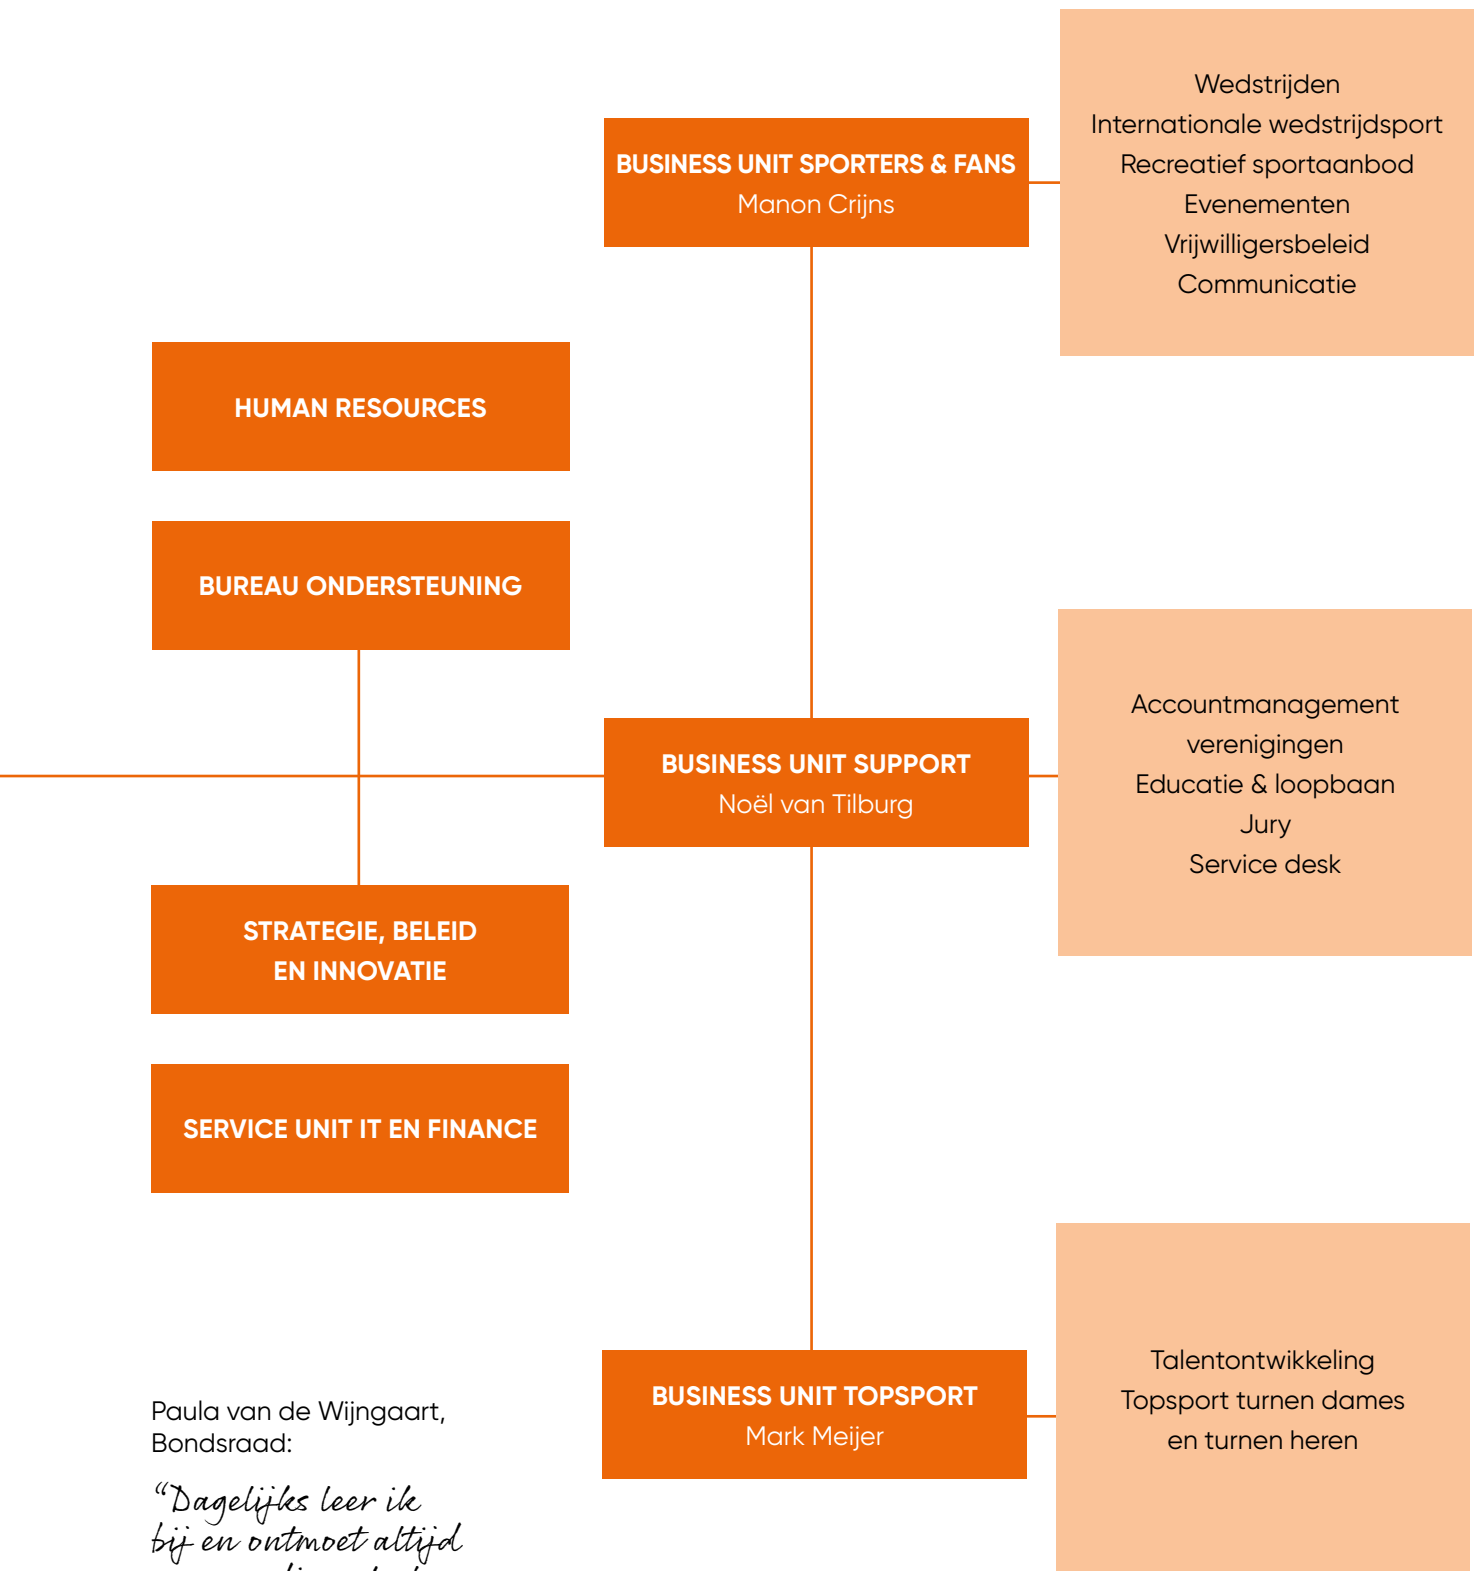 Wedstrijden
Internationale wedstrijdsport
Recreatief sportaanbod
Evenementen
Vrijwilligersbeleid
Communicatie
BUSINESS UNIT SPORTERS & FANS
Manon Crijns
HUMAN RESOURCES
BUREAU ONDERSTEUNING
BUSINESS UNIT SUPPORT
Noël van Tilburg
Accountmanagement
verenigingen
Educatie & loopbaan
Jury
Service desk
STRATEGIE, BELEID
EN INNOVATIE
SERVICE UNIT IT EN FINANCE
BUSINESS UNIT TOPSPORT
Mark Meijer
Talentontwikkeling
Topsport turnen dames
en turnen heren
Paula van de Wijngaart,
Bondsraad:
“Dagelijks leer ik
bij en ontmoet altijd